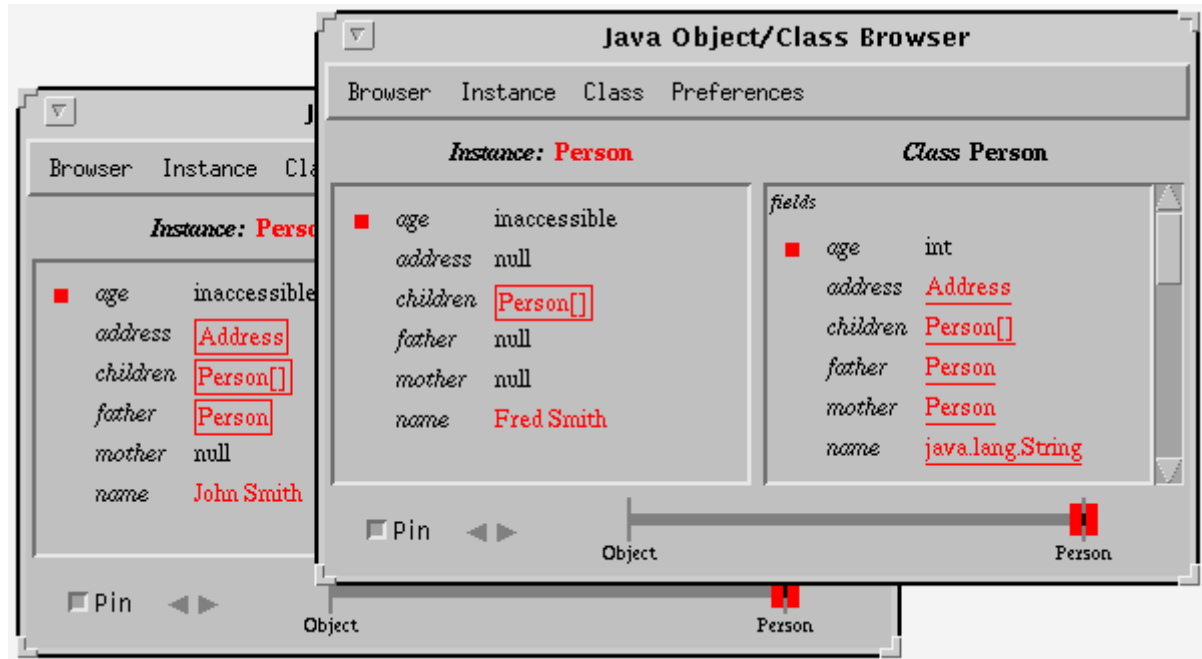 Java Object/Class Browser
Browser Instance Class Preferences
Instance: Person
Class Person
age inaccessible
address null
children Person[]
father null
mother null
name Fred Smith
fields
age int
address Address
children Person[]
father Person
mother Person
name java.lang.String
Pin
Object
Person
J
Browser Instance Cla
Instance: Perso
age inaccessible
address Address
children Person[]
father Person
mother null
name John Smith
Pin
Object
Person